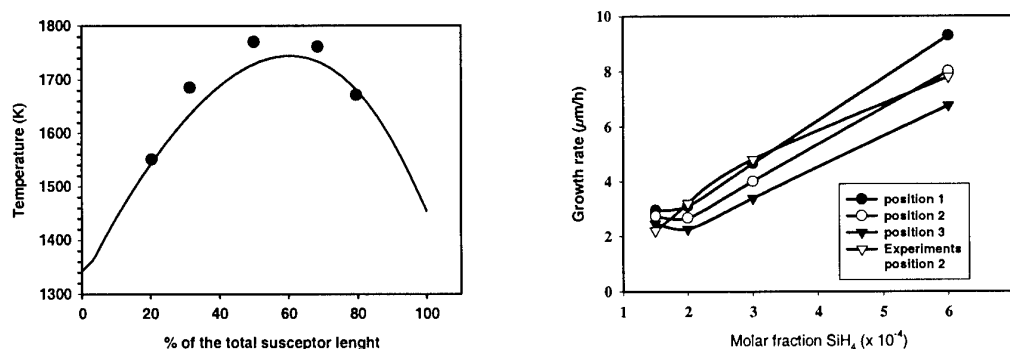 1800
1700
1600
1500
1400
1300
0 20 40 60 80 100
Temperature (K)
% of the total susceptor lenght
10
8
6
4
2
0
1 2 3 4 5 6
Growth rate (µm/h)
Molar fraction SiH₄ (x 10⁻⁴)
position 1
position 2
position 3
Experiments
position 2